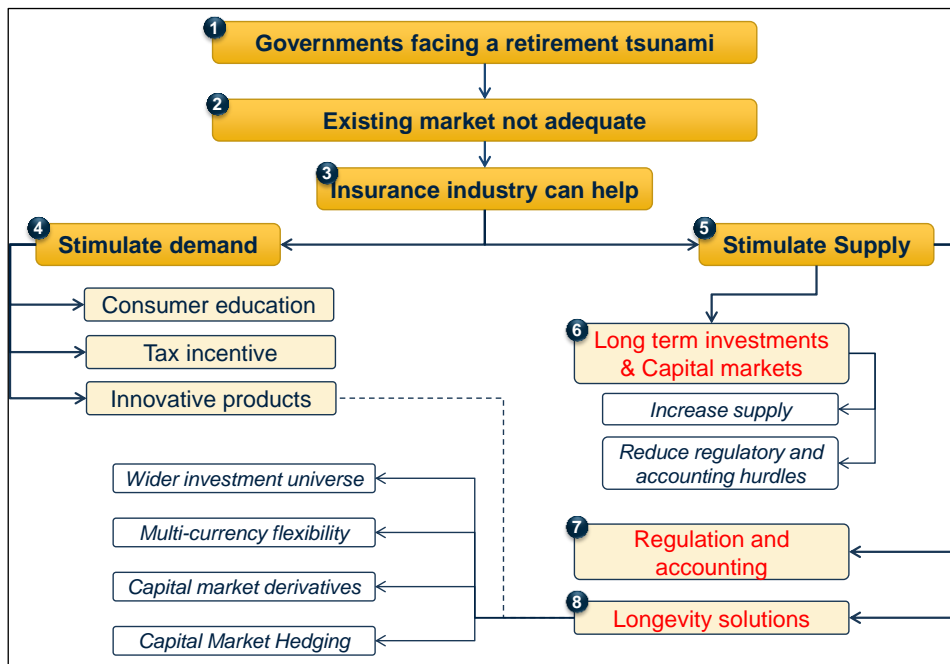 1
Governments facing a retirement tsunami
2
Existing market not adequate
3
Insurance industry can help
4
Stimulate demand
5
Stimulate Supply
Consumer education
Tax incentive
Innovative products
6
Long term investments
& Capital markets
Increase supply
Reduce regulatory and
accounting hurdles
Wider investment universe
Multi-currency flexibility
Capital market derivatives
Capital Market Hedging
7
Regulation and
accounting
8
Longevity solutions